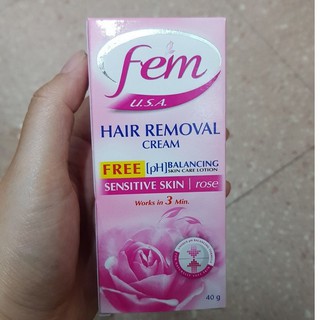 fem
U.S.A.
HAIR REMOVAL
CREAM
FREE [pH] BALANCING
SKIN CARE LOTION
SENSITIVE SKIN | rose
Works in 3 Min.
40 g